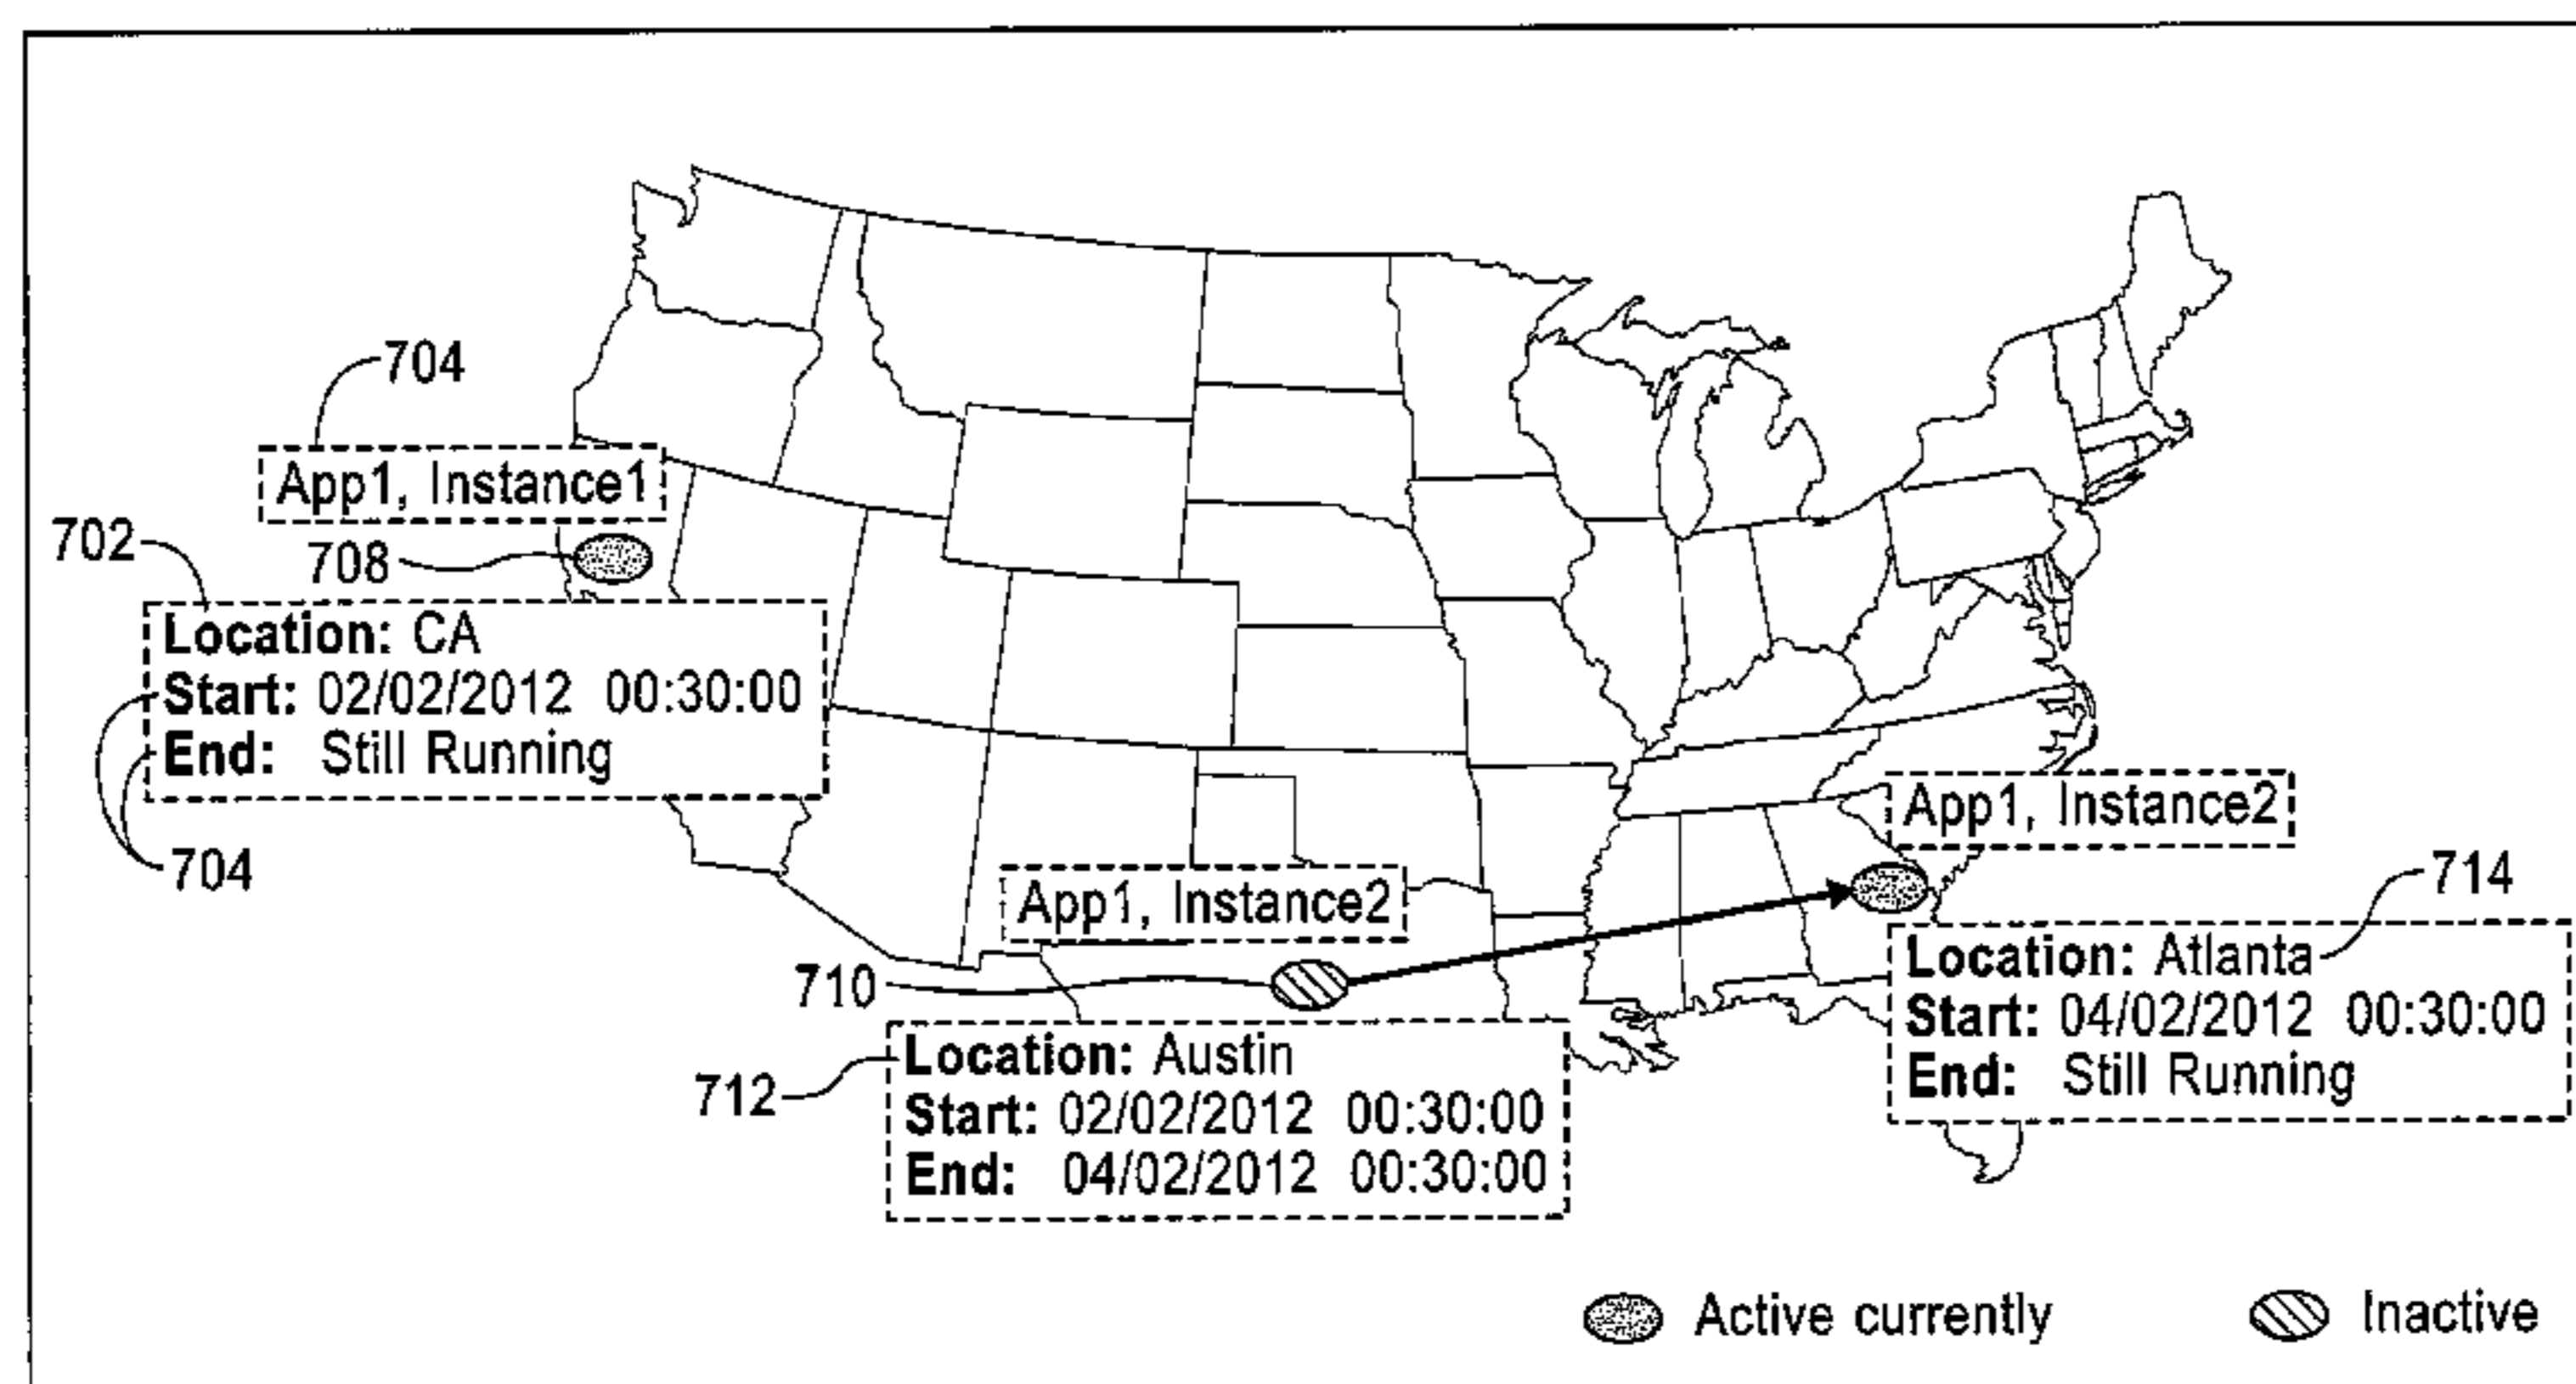 704
App1, Instance1
702
708
Location: CA
Start: 02/02/2012 00:30:00
End: Still Running
704
App1, Instance2
App1, Instance2
714
710
Location: Atlanta
Start: 04/02/2012 00:30:00
End: Still Running
712
Location: Austin
Start: 02/02/2012 00:30:00
End: 04/02/2012 00:30:00
Active currently
Inactive